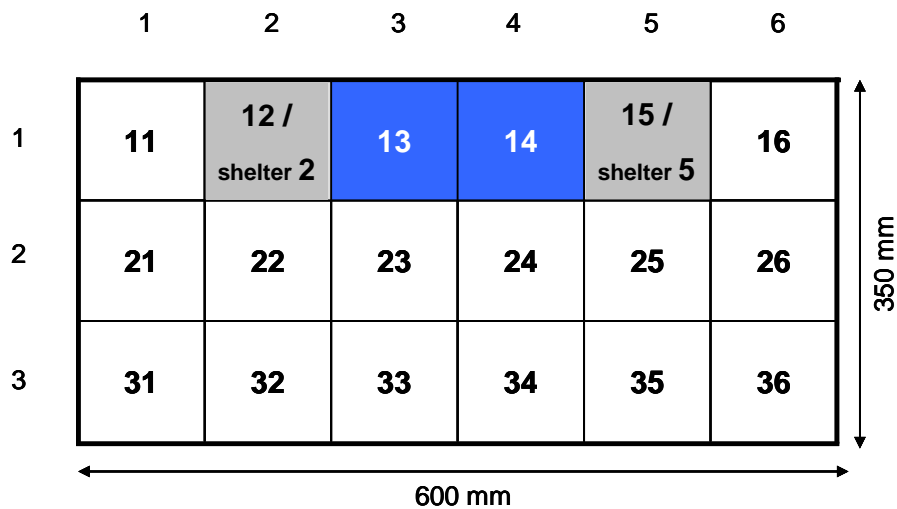 1 2 3 4 5 6
1 11 12 / 13 14 15 / 16
shelter 2 shelter 5
2 21 22 23 24 25 26
3 31 32 33 34 35 36
350 mm
600 mm